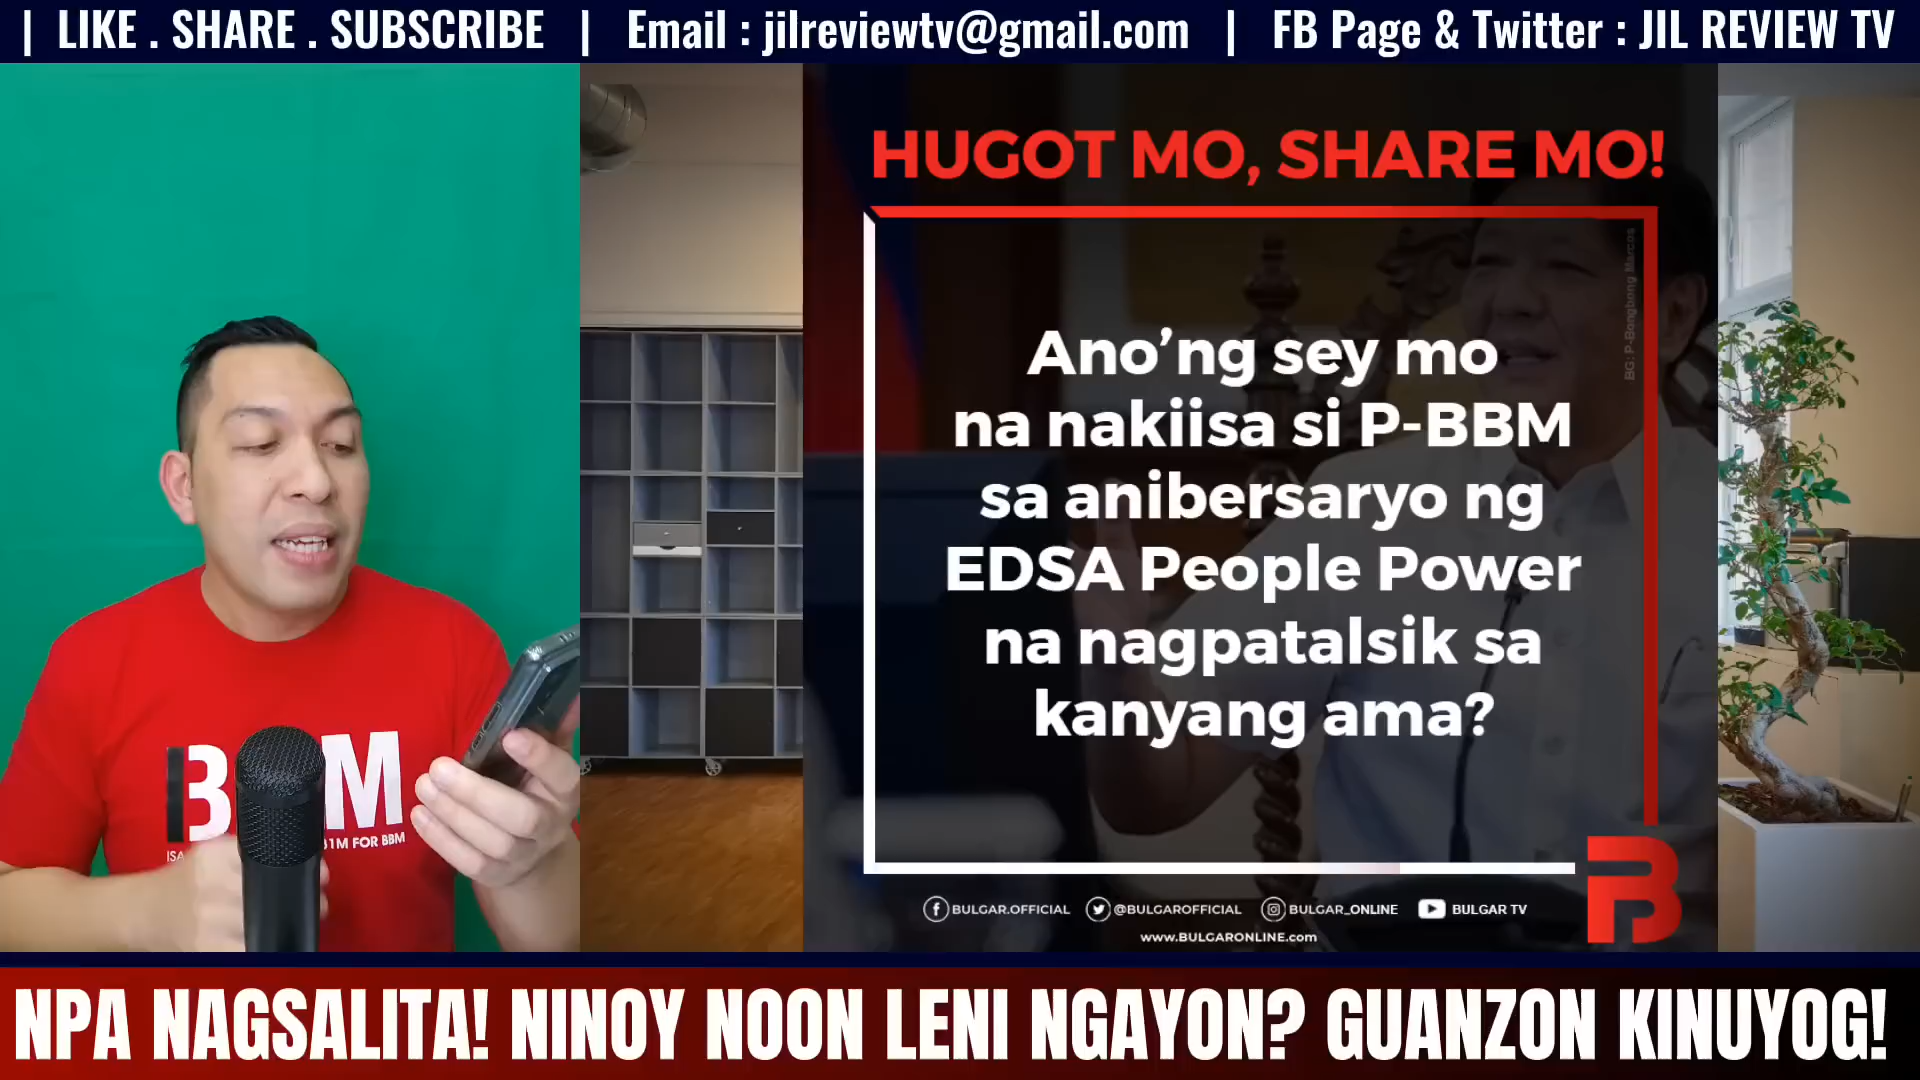 | LIKE . SHARE . SUBSCRIBE | Email : jilreviewtv@gmail.com | FB Page & Twitter : JIL REVIEW TV
HUGOT MO, SHARE MO!
BG: P-Bongbong Marcos
Ano'ng sey mo
na nakiisa si P-BBM
sa anibersaryo ng
EDSA People Power
na nagpatalsik sa
kanyang ama?
BULGAR.OFFICIAL @BULGAROFFICIAL BULGAR_ONLINE BULGAR TV
www.BULGARONLINE.com
B M
31M FOR BBM
NPA NAGSALITA! NINOY NOON LENI NGAYON? GUANZON KINUYOG!